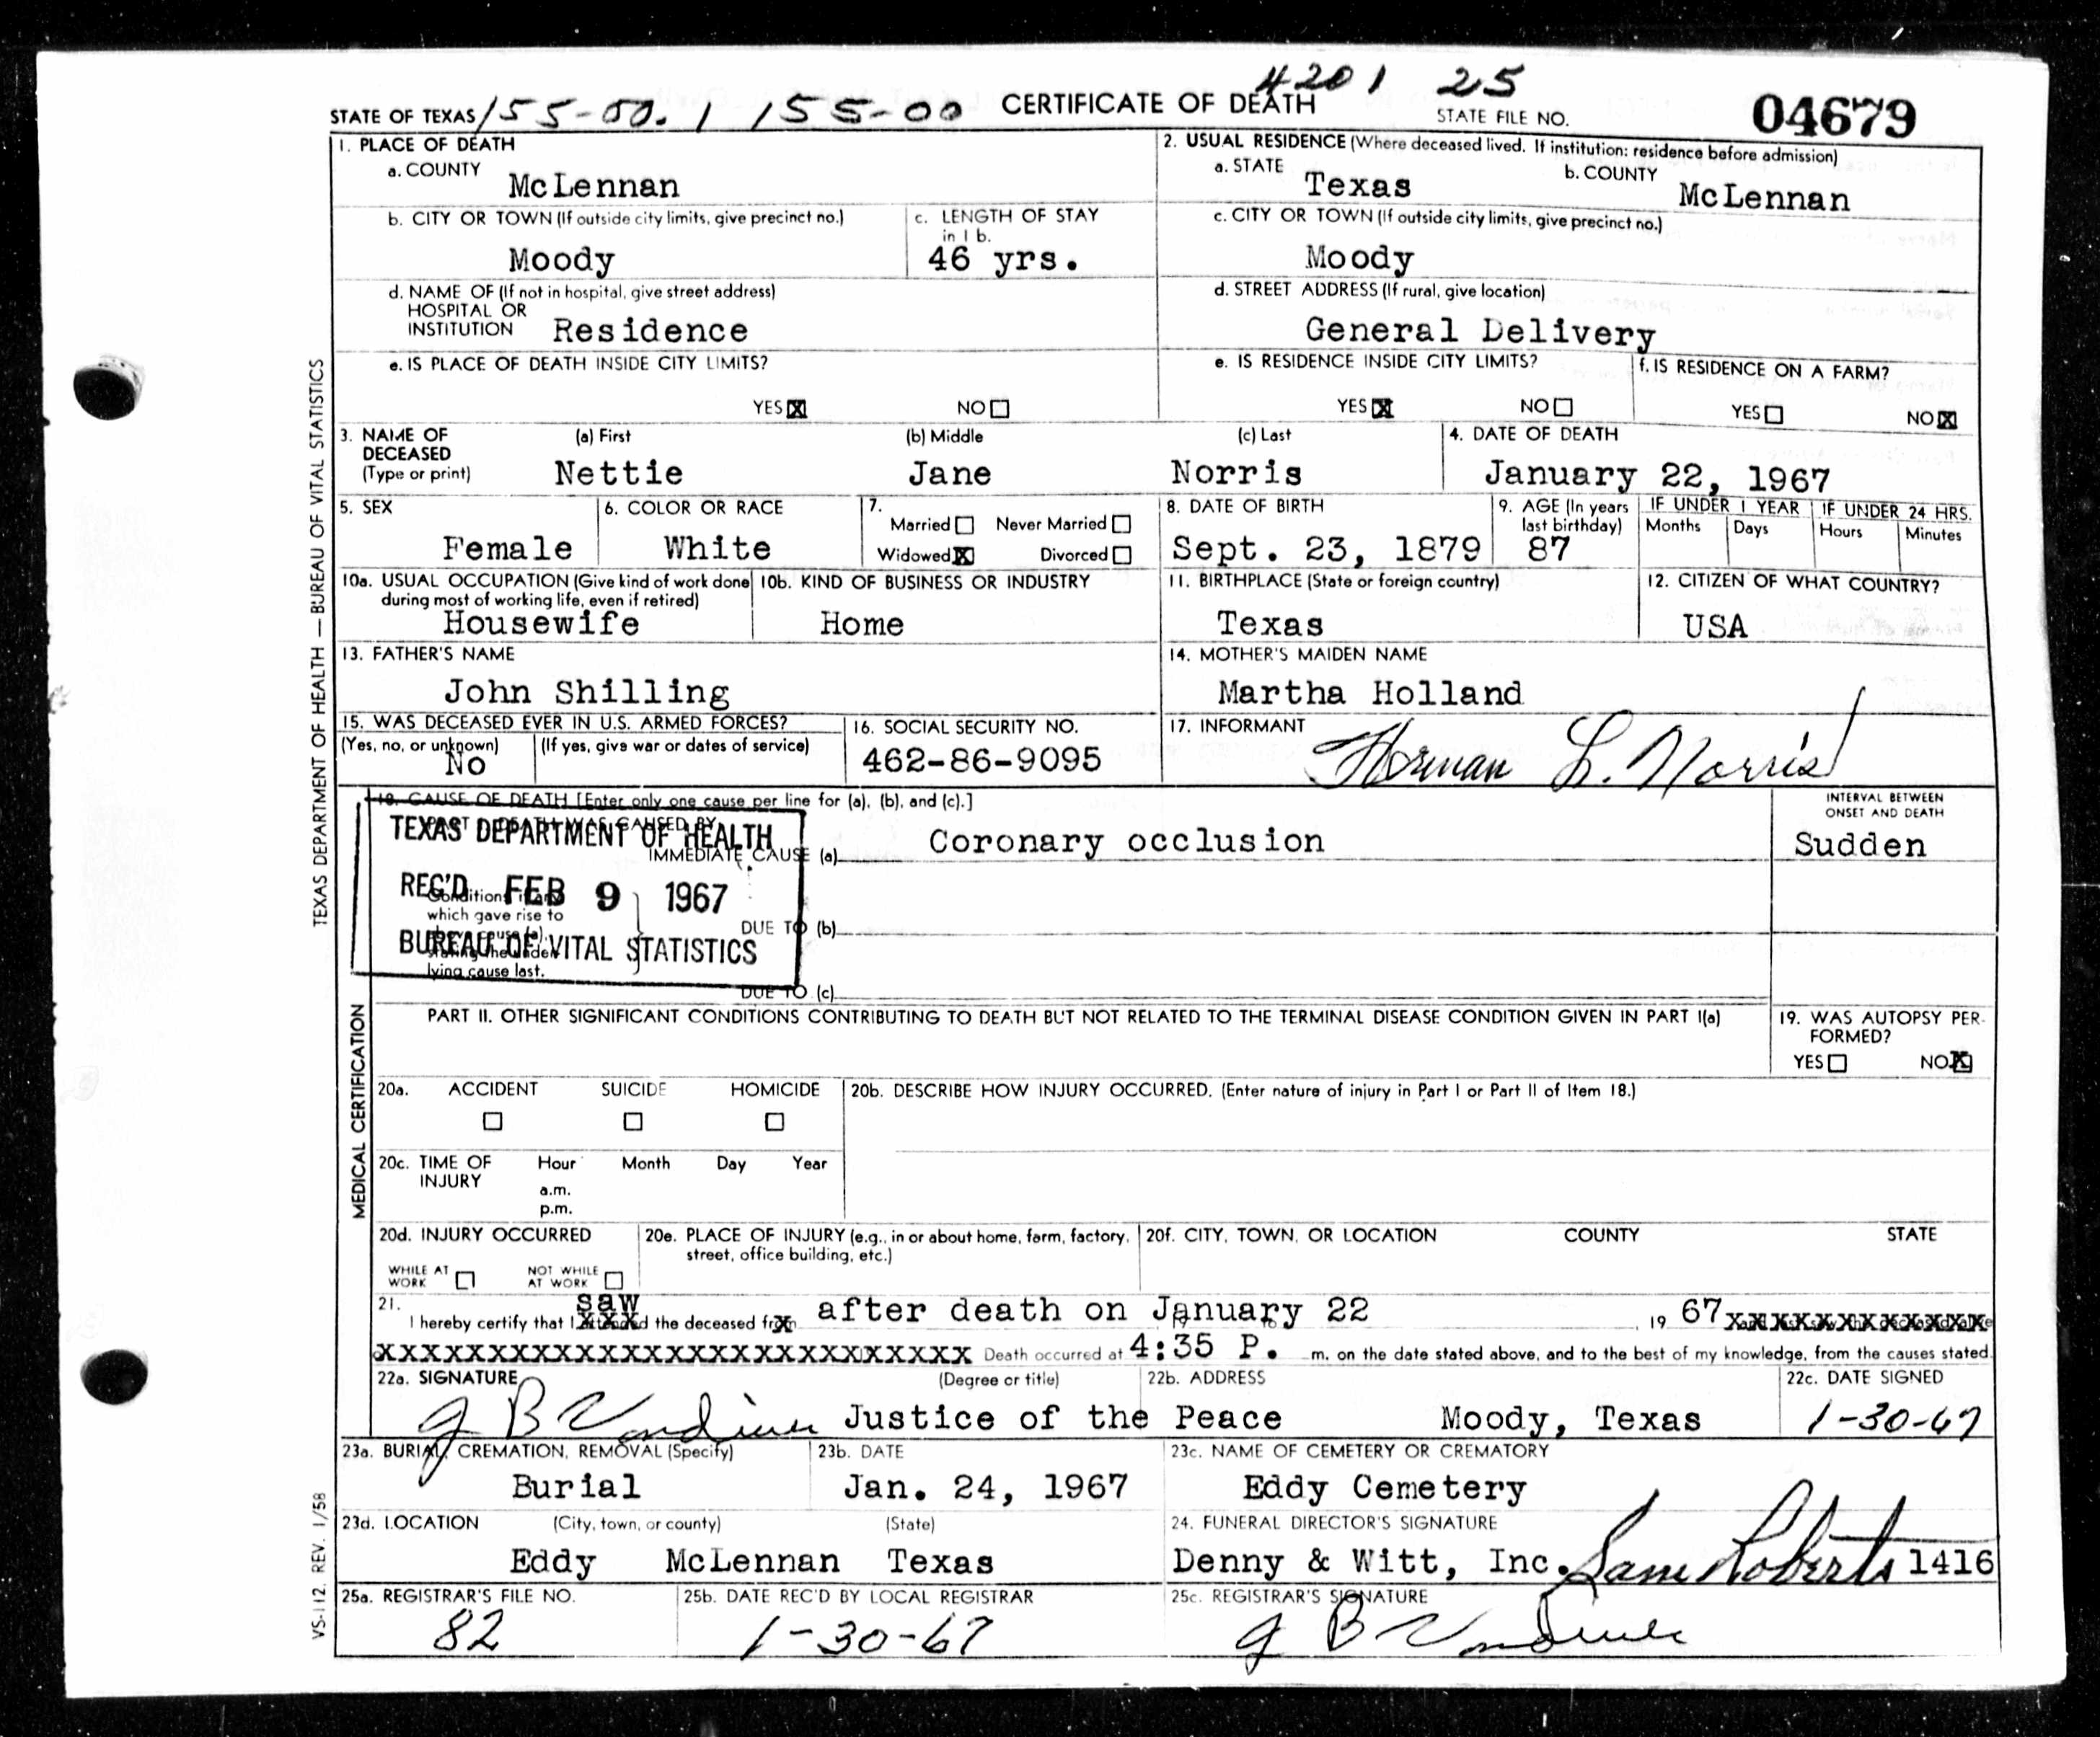 4201 25
STATE OF TEXAS 155-00.1 155-00 CERTIFICATE OF DEATH STATE FILE NO. 04679
1. PLACE OF DEATH
a. COUNTY McLennan
2. USUAL RESIDENCE (Where deceased lived. If institution: residence before admission)
a. STATE Texas b. COUNTY McLennan
b. CITY OR TOWN (If outside city limits, give precinct no.) Moody
c. LENGTH OF STAY in 1 b. 46 yrs.
c. CITY OR TOWN (If outside city limits, give precinct no.) Moody
d. NAME OF (If not in hospital, give street address)
HOSPITAL OR
INSTITUTION Residence
d. STREET ADDRESS (If rural, give location)
General Delivery
e. IS PLACE OF DEATH INSIDE CITY LIMITS?
YES X NO
e. IS RESIDENCE INSIDE CITY LIMITS?
YES X NO
f. IS RESIDENCE ON A FARM?
YES NO X
3. NAME OF DECEASED (Type or print)
(a) First Nettie (b) Middle Jane (c) Last Norris
4. DATE OF DEATH
January 22, 1967
5. SEX Female
6. COLOR OR RACE White
7. Married Never Married
Widowed X Divorced
8. DATE OF BIRTH
Sept. 23, 1879
9. AGE (In years last birthday) 87
IF UNDER 1 YEAR Months Days
IF UNDER 24 HRS. Hours Minutes
10a. USUAL OCCUPATION (Give kind of work done during most of working life, even if retired)
Housewife
10b. KIND OF BUSINESS OR INDUSTRY
Home
11. BIRTHPLACE (State or foreign country)
Texas
12. CITIZEN OF WHAT COUNTRY?
USA
13. FATHER'S NAME
John Shilling
14. MOTHER'S MAIDEN NAME
Martha Holland
15. WAS DECEASED EVER IN U.S. ARMED FORCES?
(Yes, no, or unknown) No (If yes, give war or dates of service)
16. SOCIAL SECURITY NO.
462-86-9095
17. INFORMANT
Herman L. Norris
18. CAUSE OF DEATH [Enter only one cause per line for (a), (b), and (c).]
INTERVAL BETWEEN ONSET AND DEATH
TEXAS DEPARTMENT OF HEALTH
REC'D FEB 9 1967
BUREAU OF VITAL STATISTICS
IMMEDIATE CAUSE (a) Coronary occlusion Sudden
which gave rise to
lying cause last.
DUE TO (b)
DUE TO (c)
PART II. OTHER SIGNIFICANT CONDITIONS CONTRIBUTING TO DEATH BUT NOT RELATED TO THE TERMINAL DISEASE CONDITION GIVEN IN PART I(a)
19. WAS AUTOPSY PERFORMED?
YES NO X
20a. ACCIDENT SUICIDE HOMICIDE
20b. DESCRIBE HOW INJURY OCCURRED. (Enter nature of injury in Part I or Part II of Item 18.)
20c. TIME OF INJURY Hour Month Day Year
a.m.
p.m.
20d. INJURY OCCURRED
WHILE AT WORK NOT WHILE AT WORK
20e. PLACE OF INJURY (e.g., in or about home, farm, factory, street, office building, etc.)
20f. CITY, TOWN, OR LOCATION COUNTY STATE
21. I hereby certify that I saw the deceased after death on January 22, 19 67
XXXXXXXXXXXXXXXXXXXXXXXXXXX Death occurred at 4:35 P. m. on the date stated above, and to the best of my knowledge, from the causes stated.
22a. SIGNATURE (Degree or title)
J B Vandiver Justice of the Peace
22b. ADDRESS
Moody, Texas
22c. DATE SIGNED
1-30-67
23a. BURIAL, CREMATION, REMOVAL (Specify)
Burial
23b. DATE
Jan. 24, 1967
23c. NAME OF CEMETERY OR CREMATORY
Eddy Cemetery
23d. LOCATION (City, town, or county) (State)
Eddy McLennan Texas
24. FUNERAL DIRECTOR'S SIGNATURE
Denny & Witt, Inc. Sam Roberts 1416
25a. REGISTRAR'S FILE NO.
82
25b. DATE REC'D BY LOCAL REGISTRAR
1-30-67
25c. REGISTRAR'S SIGNATURE
J B Vandiver
TEXAS DEPARTMENT OF HEALTH — BUREAU OF VITAL STATISTICS
MEDICAL CERTIFICATION
VS-112. REV. 1/58